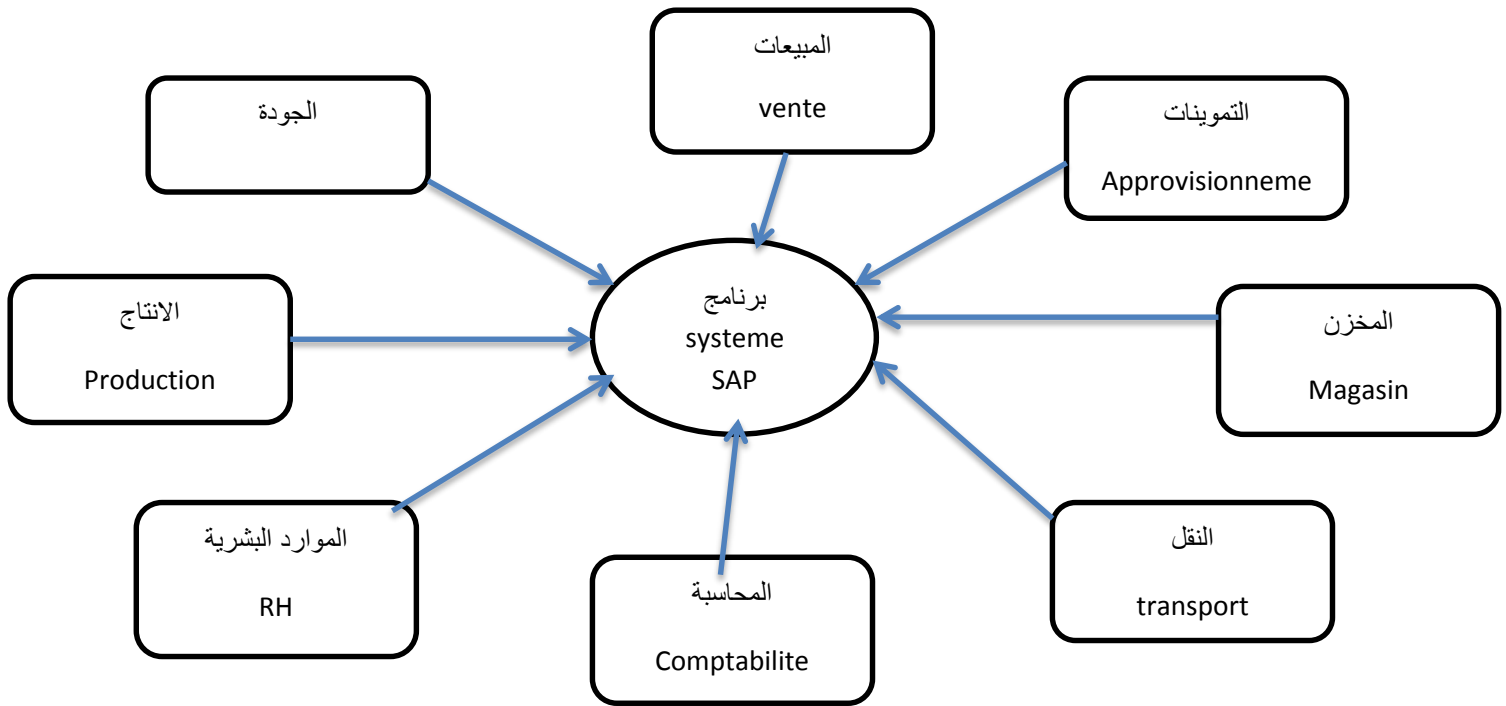 المبيعات
vente
الجودة
التموينات
Approvisionneme
برنامج
systeme
SAP
الانتاج
Production
المخزن
Magasin
الموارد البشرية
RH
المحاسبة
Comptabilite
النقل
transport